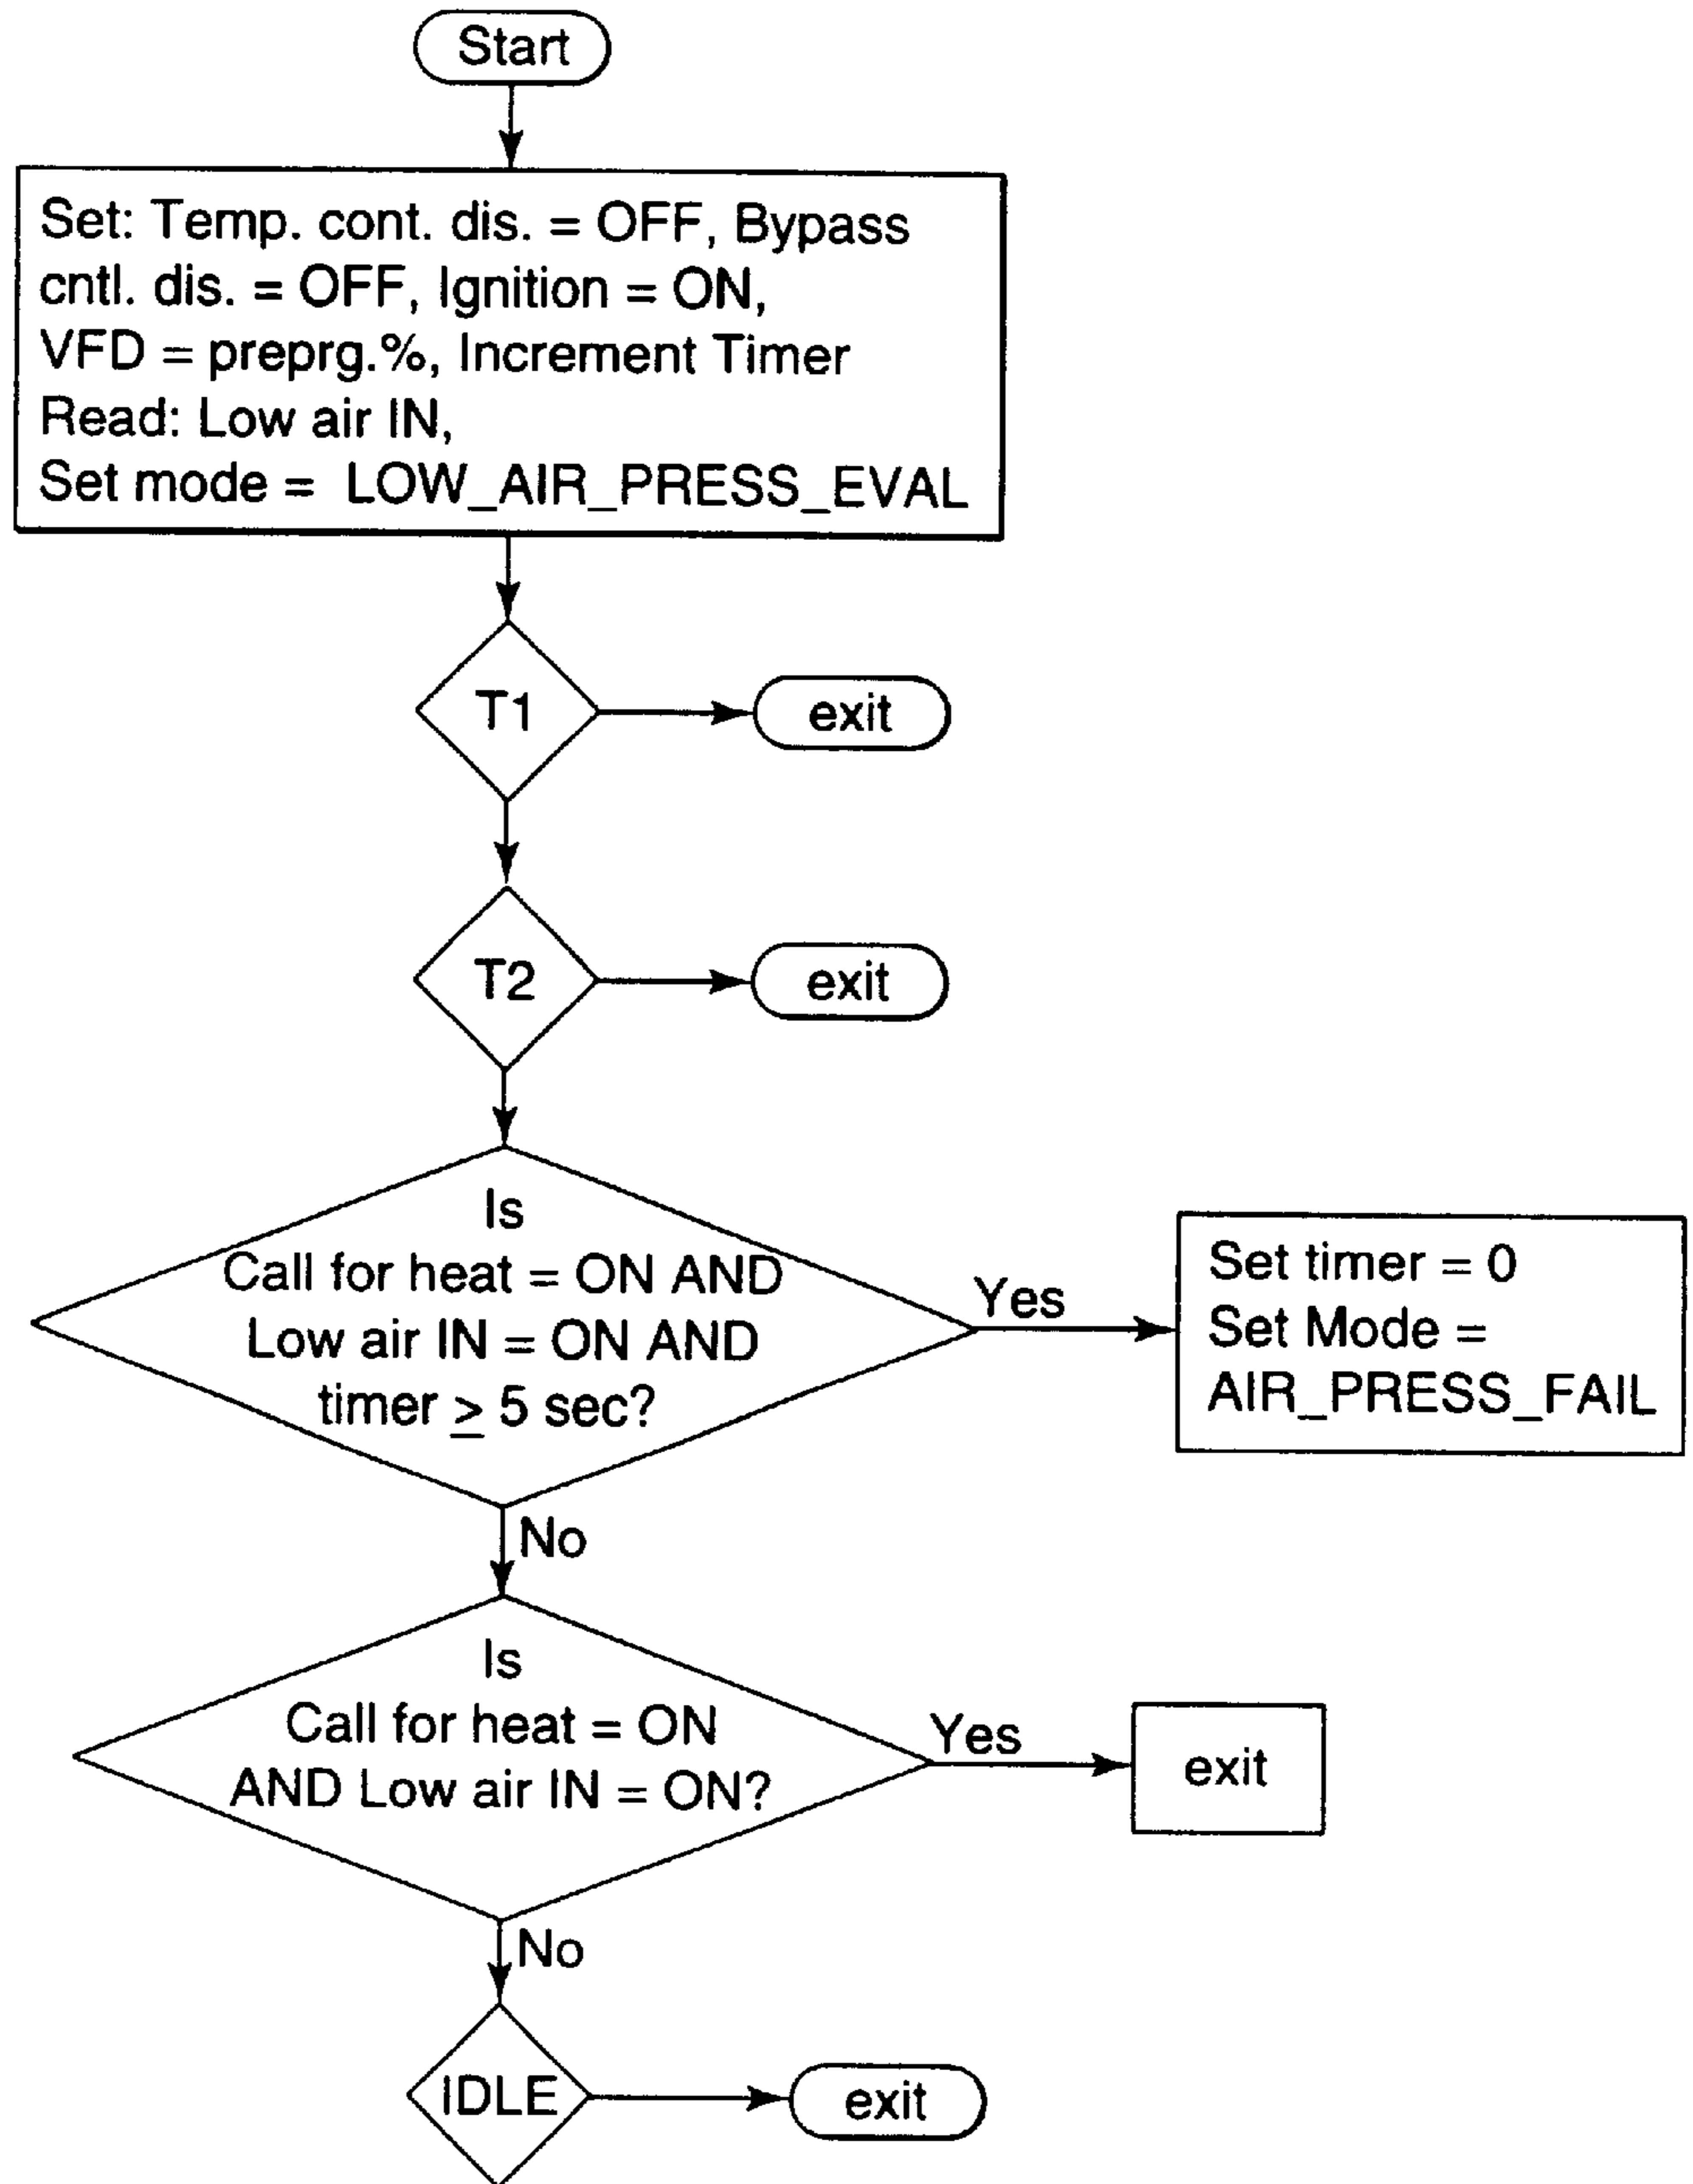 Start
Set: Temp. cont. dis. = OFF, Bypass
cntl. dis. = OFF, Ignition = ON,
VFD = preprg.%, Increment Timer
Read: Low air IN,
Set mode = LOW_AIR_PRESS_EVAL
T1
exit
T2
exit
Is
Call for heat = ON AND
Low air IN = ON AND
timer ≥ 5 sec?
Yes
Set timer = 0
Set Mode =
AIR_PRESS_FAIL
No
Is
Call for heat = ON
AND Low air IN = ON?
Yes
exit
No
IDLE
exit